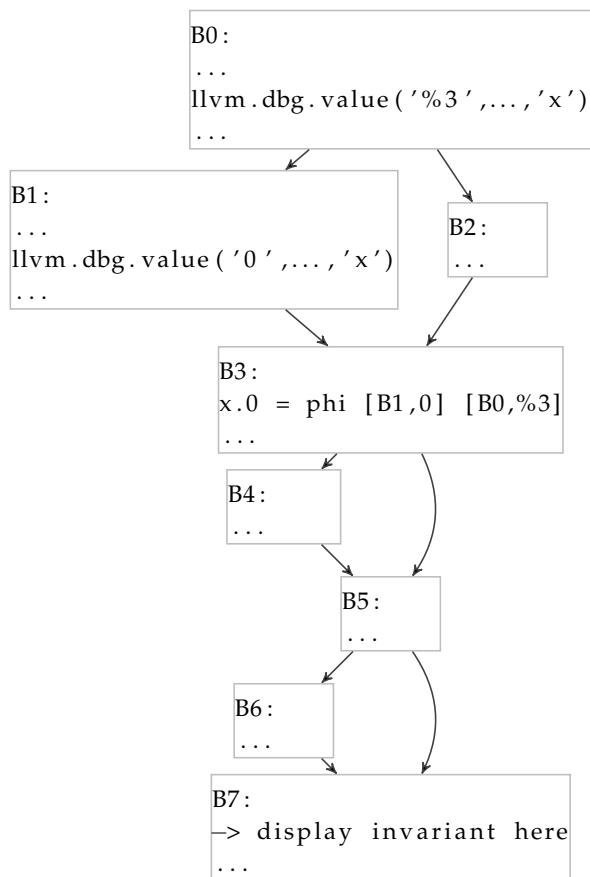 B0:
...
llvm.dbg.value('%3',...,'x')
...
B1:
...
llvm.dbg.value('0',...,'x')
...
B2:
...
B3:
x.0 = phi [B1,0] [B0,%3]
...
B4:
...
B5:
...
B6:
...
B7:
—> display invariant here
...